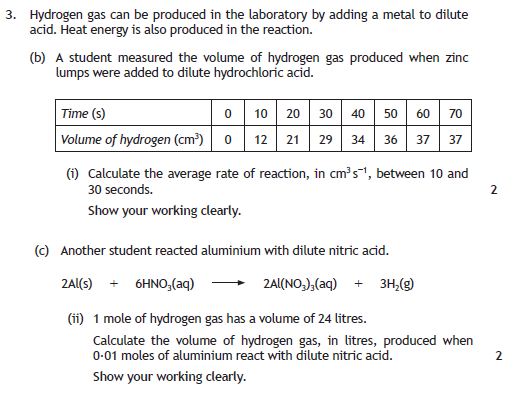 3. Hydrogen gas can be produced in the laboratory by adding a metal to dilute
acid. Heat energy is also produced in the reaction.
(b) A student measured the volume of hydrogen gas produced when zinc
lumps were added to dilute hydrochloric acid.
Time (s) 0 10 20 30 40 50 60 70
Volume of hydrogen (cm³) 0 12 21 29 34 36 37 37
(i) Calculate the average rate of reaction, in cm³ s⁻¹, between 10 and
30 seconds. 2
Show your working clearly.
(c) Another student reacted aluminium with dilute nitric acid.
2Al(s) + 6HNO₃(aq) ⟶ 2Al(NO₃)₃(aq) + 3H₂(g)
(ii) 1 mole of hydrogen gas has a volume of 24 litres.
Calculate the volume of hydrogen gas, in litres, produced when
0·01 moles of aluminium react with dilute nitric acid. 2
Show your working clearly.